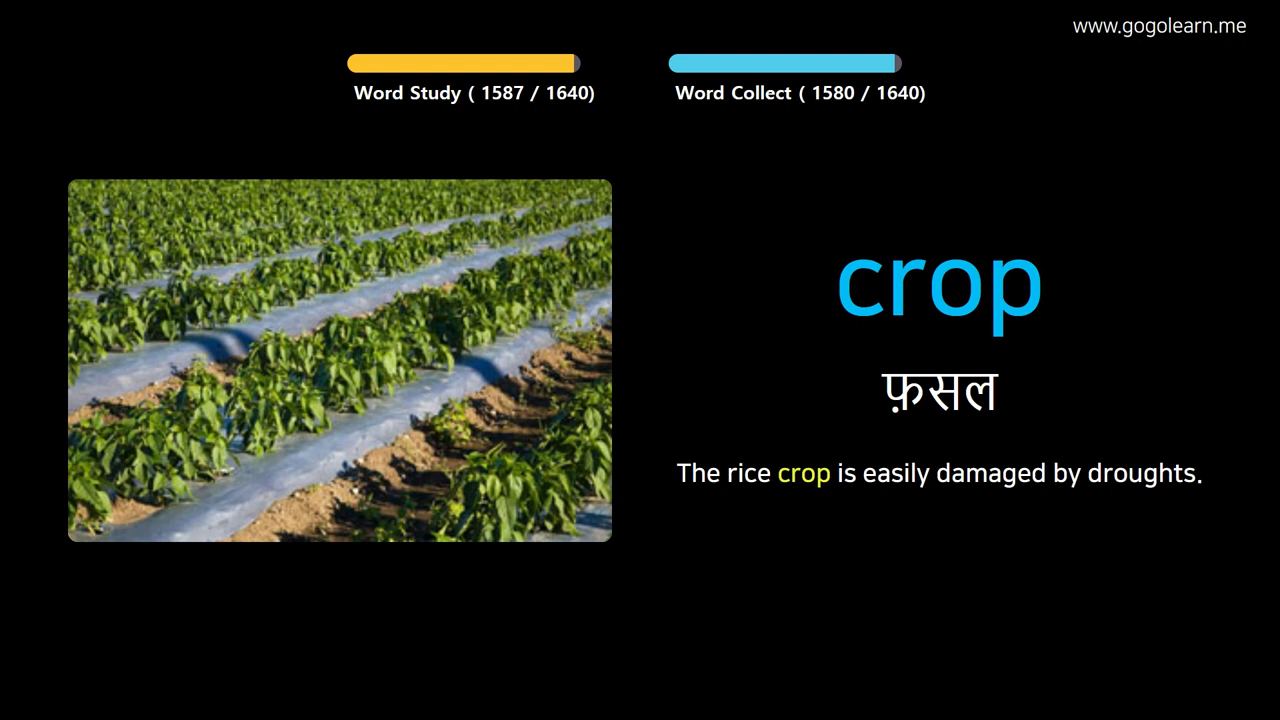 www.gogolearn.me
Word Study ( 1587 / 1640)
Word Collect ( 1580 / 1640)
crop
फ़सल
The rice crop is easily damaged by droughts.